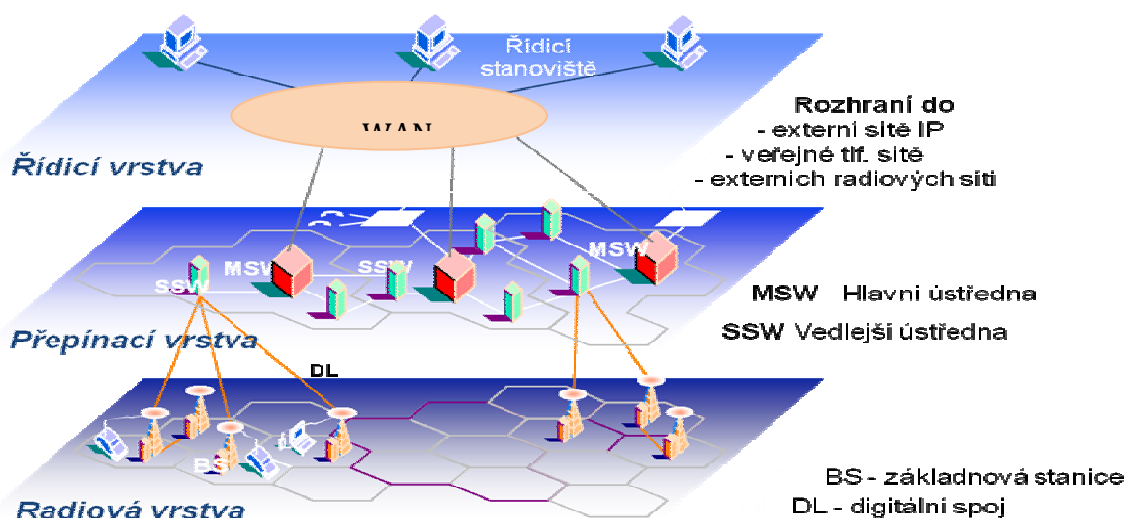 Řídicí
stanoviště
WAN
Řídicí vrstva
Rozhraní do
- externí sítě IP
- veřejné tlf. sítě
- externích radiových sítí
MSW
SSW
MSW
SSW
Přepínací vrstva
MSW Hlavní ústředna
SSW Vedlejší ústředna
DL
BS
Radiová vrstva
BS - základnová stanice
DL - digitální spoj